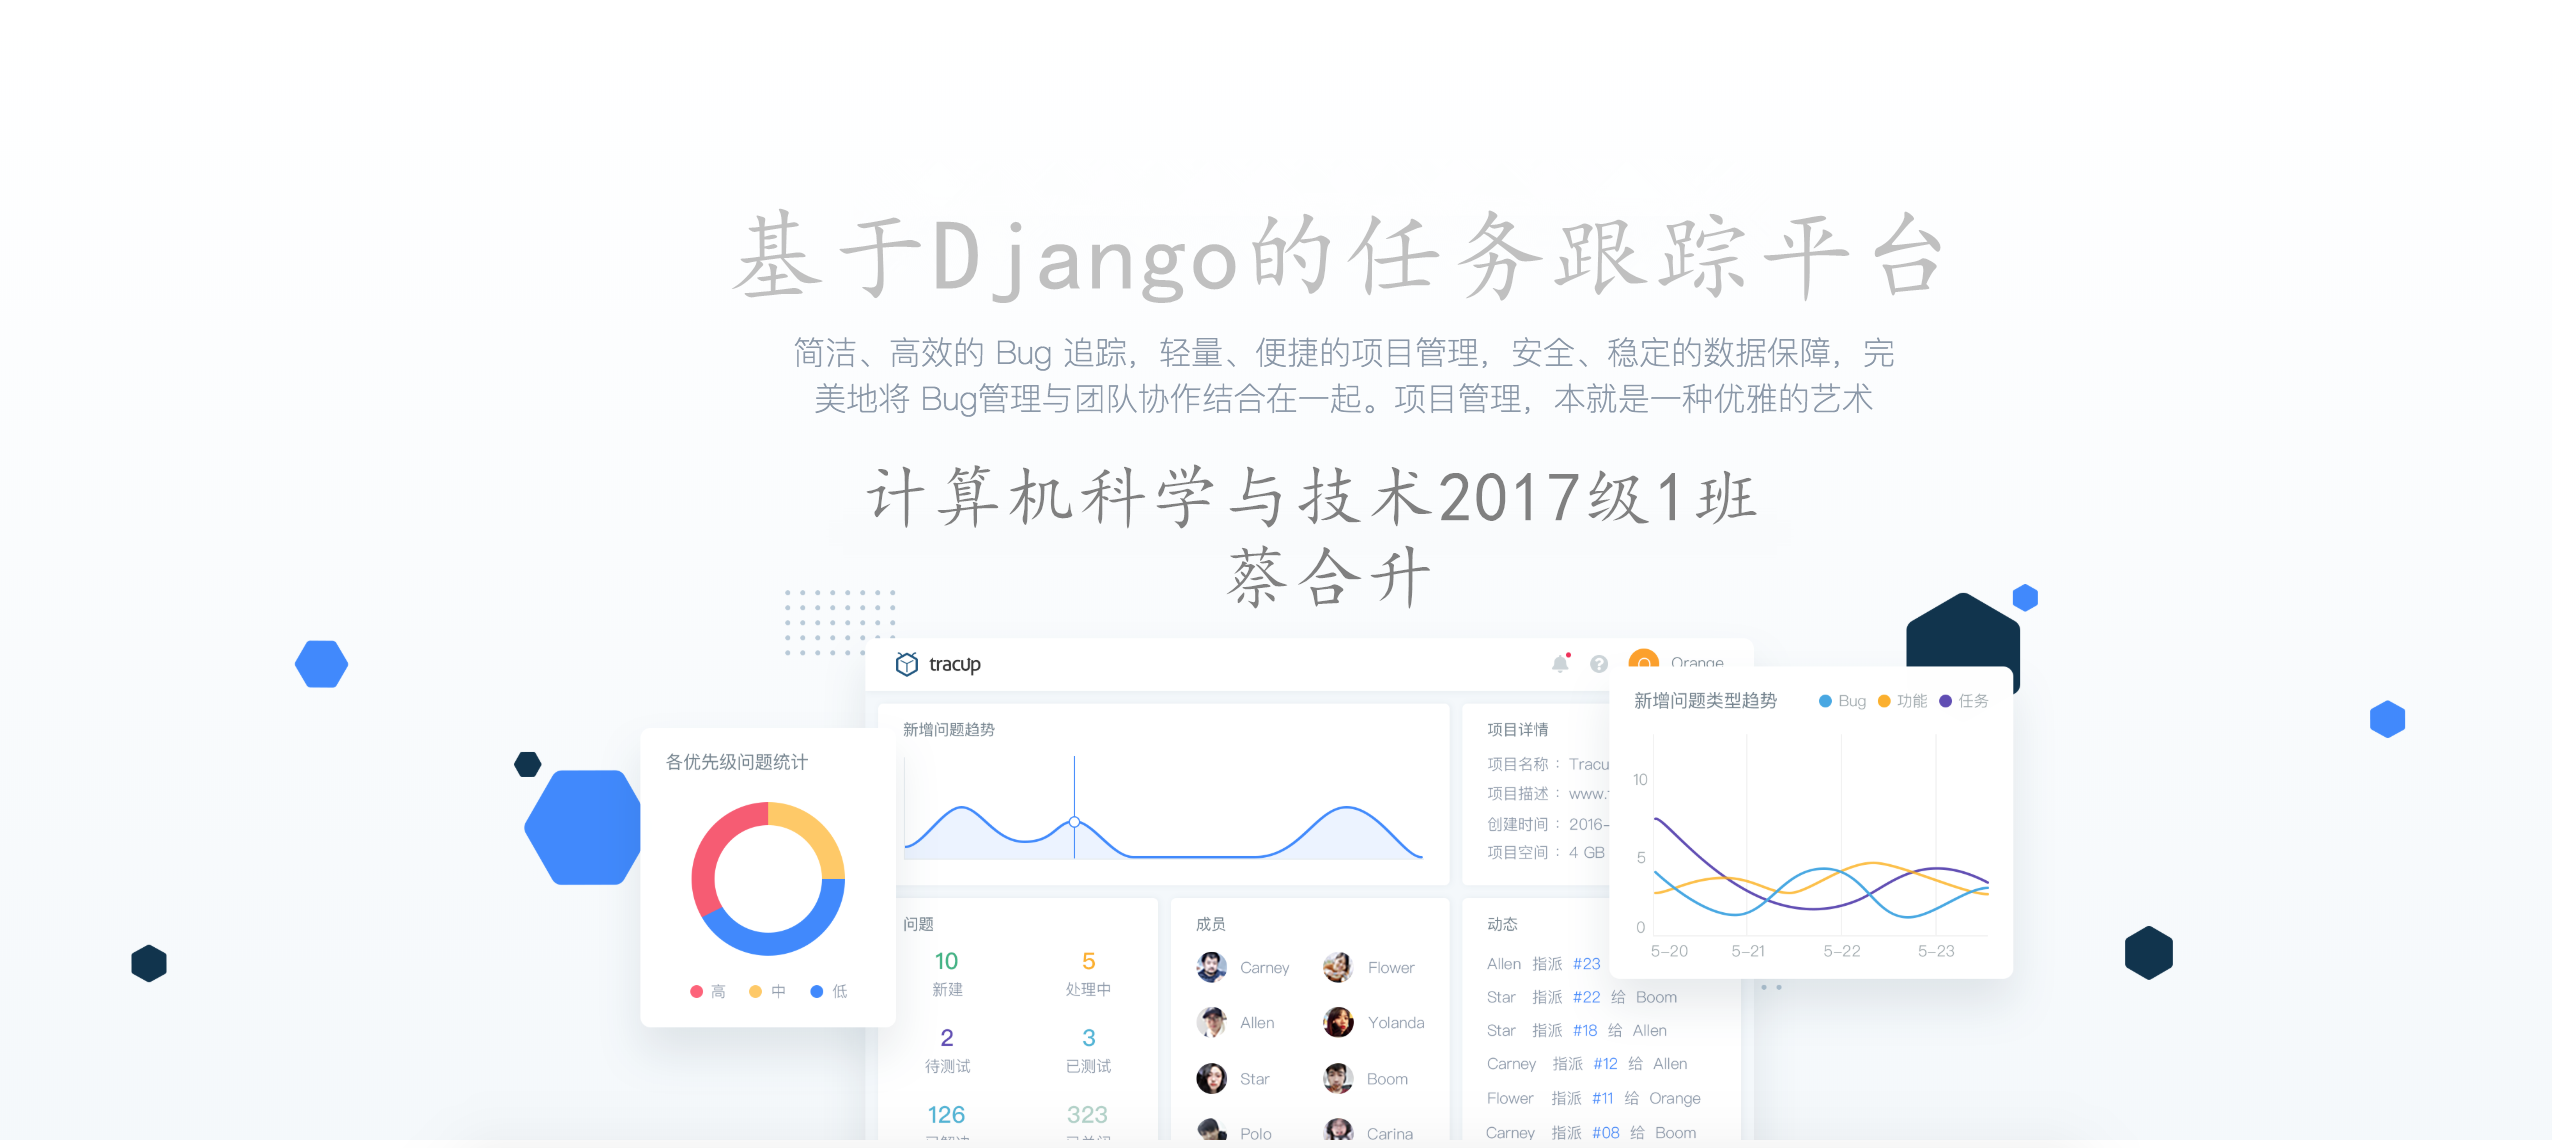 基于Django的任务跟踪平台
简洁、高效的 Bug 追踪，轻量、便捷的项目管理，安全、稳定的数据保障，完
美地将 Bug管理与团队协作结合在一起。项目管理，本就是一种优雅的艺术
计算机科学与技术2017级1班
蔡合升
tracup
Orange
各优先级问题统计
高 中 低
新增问题趋势
项目详情
项目名称： Tracu
项目描述： www.
创建时间： 2016-
项目空间： 4 GB
新增问题类型趋势
Bug 功能 任务
10
5
0
5-20 5-21 5-22 5-23
问题
10 5
新建 处理中
2 3
待测试 已测试
126 323
成员
Carney Flower
Allen Yolanda
Star Boom
Polo Carina
动态
Allen 指派 #23
Star 指派 #22 给 Boom
Star 指派 #18 给 Allen
Carney 指派 #12 给 Allen
Flower 指派 #11 给 Orange
Carney 指派 #08 给 Boom